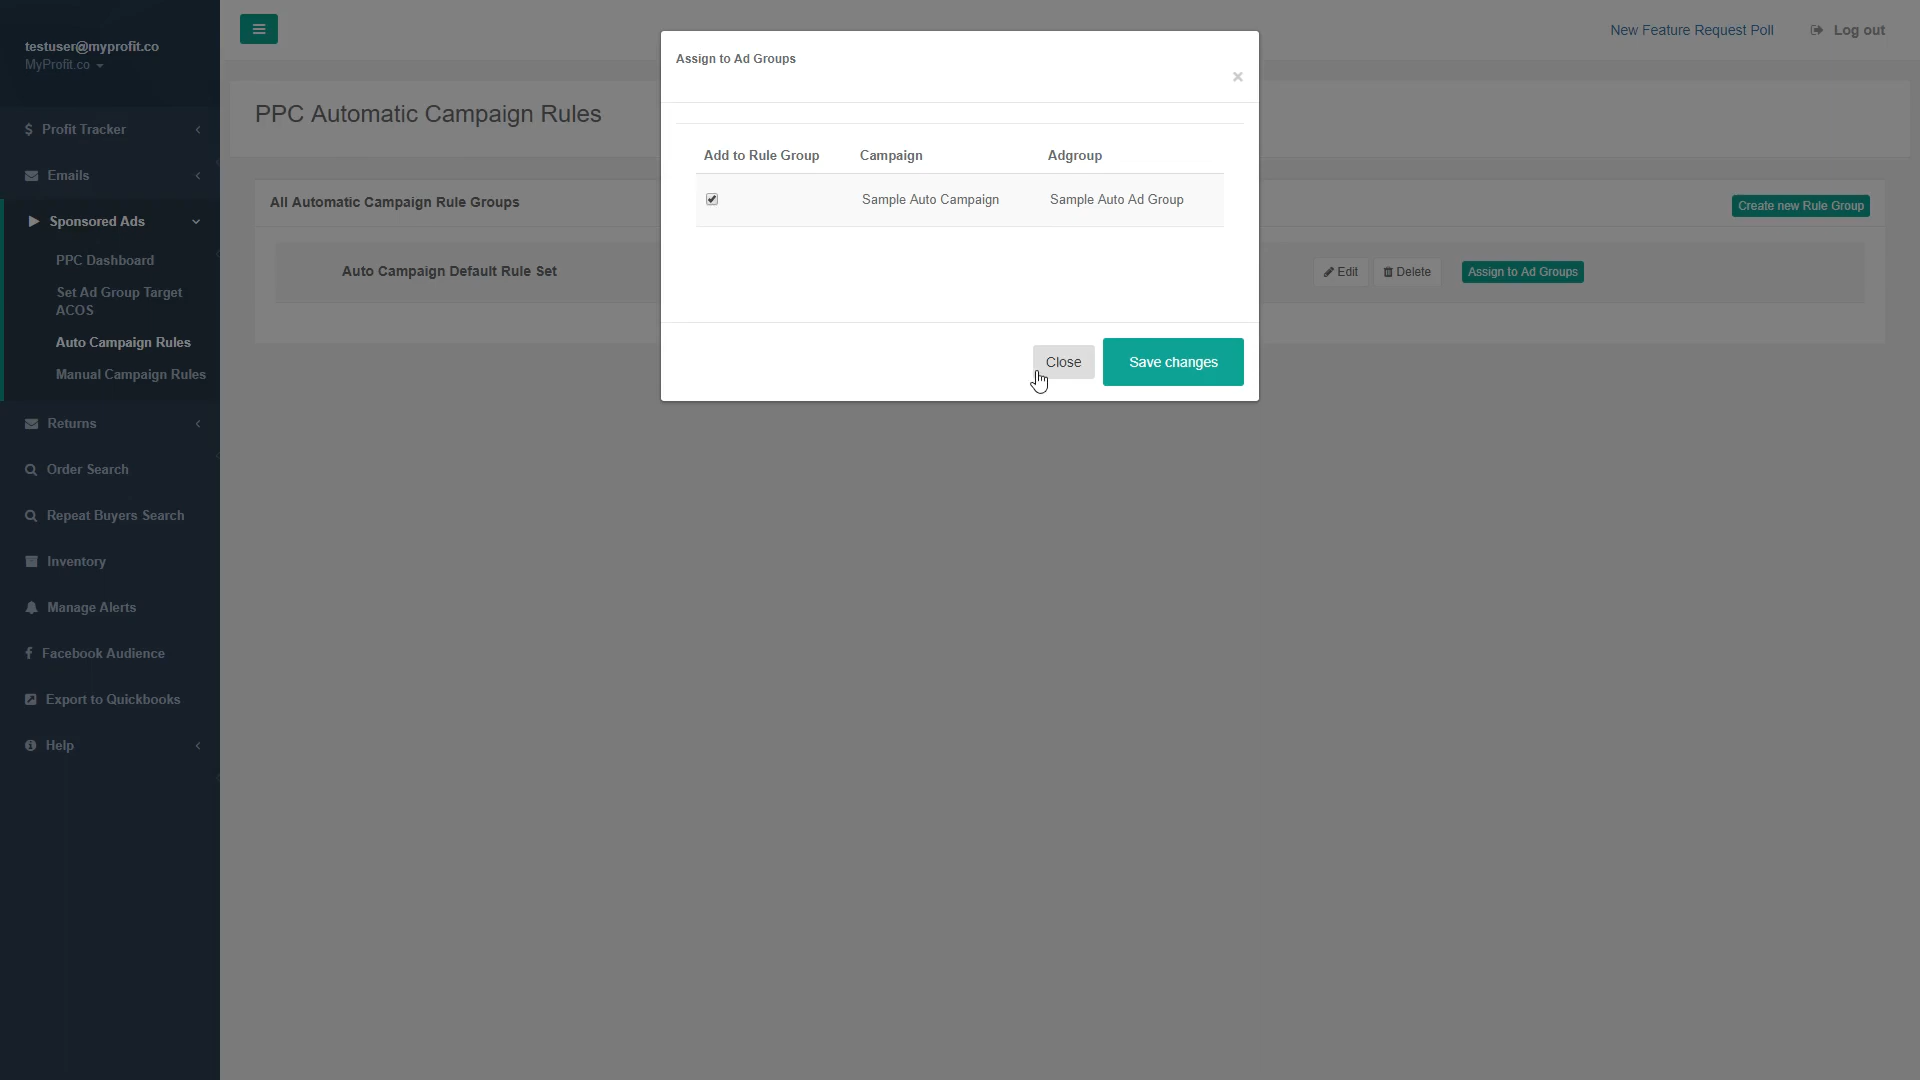 testuser@myprofit.co
MyProfit.co
Profit Tracker
Emails
Sponsored Ads
PPC Dashboard
Set Ad Group Target
ACOS
Auto Campaign Rules
Manual Campaign Rules
Returns
Order Search
Repeat Buyers Search
Inventory
Manage Alerts
Facebook Audience
Export to Quickbooks
Help
New Feature Request Poll
Log out
PPC Automatic Campaign Rules
All Automatic Campaign Rule Groups
Create new Rule Group
Auto Campaign Default Rule Set
Edit
Delete
Assign to Ad Groups
Assign to Ad Groups
×
Add to Rule Group Campaign Adgroup
Sample Auto Campaign Sample Auto Ad Group
Close
Save changes